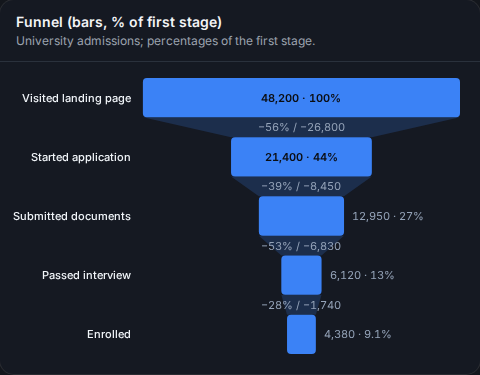 Funnel (bars, % of first stage)
University admissions; percentages of the first stage.
Visited landing page
48,200 · 100%
−56% / −26,800
Started application
21,400 · 44%
−39% / −8,450
Submitted documents
12,950 · 27%
−53% / −6,830
Passed interview
6,120 · 13%
−28% / −1,740
Enrolled
4,380 · 9.1%